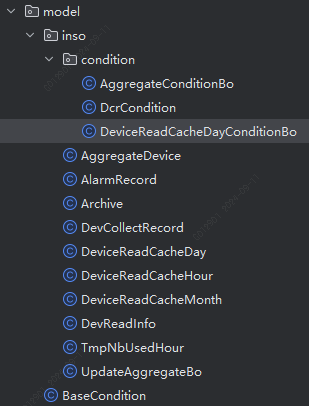 model
inso
condition
AggregateConditionBo
DcrCondition
DeviceReadCacheDayConditionBo
AggregateDevice
AlarmRecord
Archive
DevCollectRecord
DeviceReadCacheDay
DeviceReadCacheHour
DeviceReadCacheMonth
DevReadInfo
TmpNbUsedHour
UpdateAggregateBo
BaseCondition